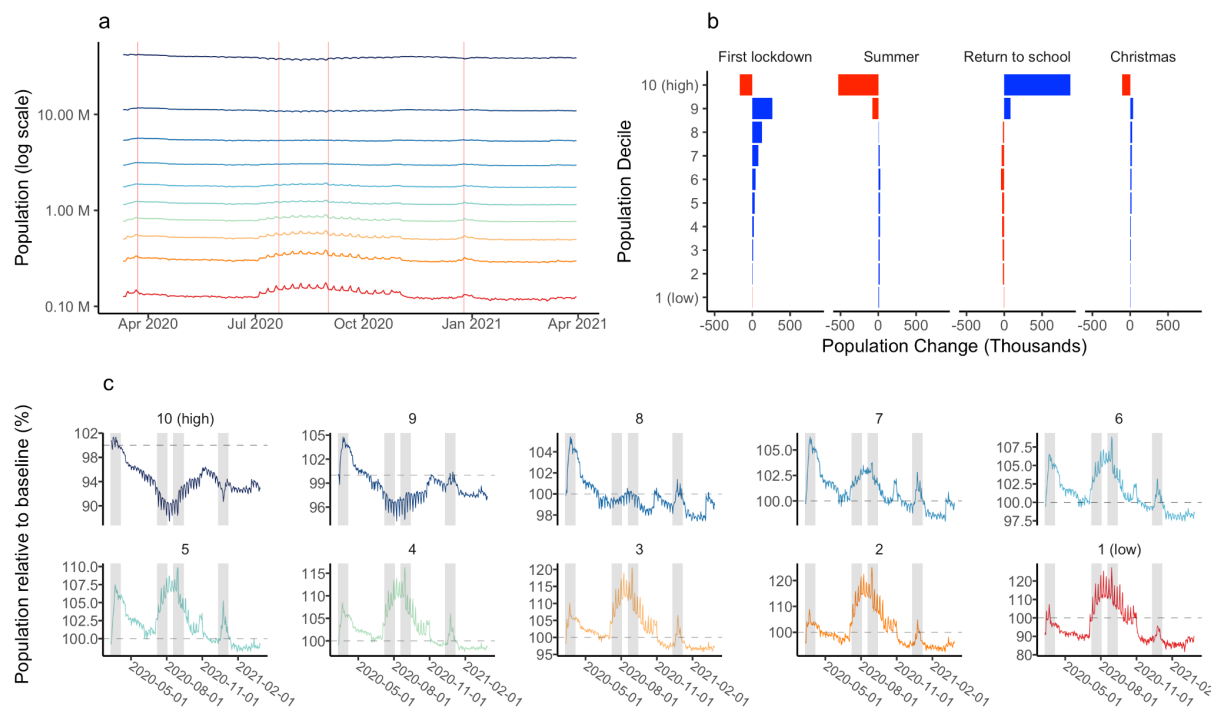 a
Population (log scale)
10.00 M
1.00 M
0.10 M
Apr 2020
Jul 2020
Oct 2020
Jan 2021
Apr 2021
b
First lockdown
Summer
Return to school
Christmas
Population Decile
10 (high)
9
8
7
6
5
4
3
2
1 (low)
-500 0 500
-500 0 500
-500 0 500
-500 0 500
Population Change (Thousands)
c
Population relative to baseline (%)
10 (high)
102
98
94
90
9
105
102
99
96
8
104
102
100
98
7
105.0
102.5
100.0
6
107.5
105.0
102.5
100.0
97.5
5
110.0
107.5
105.0
102.5
100.0
4
115
110
105
100
3
120
115
110
105
100
95
2
120
110
100
1 (low)
120
110
100
90
80
2020-05-01
2020-08-01
2020-11-01
2021-02-01
2020-05-01
2020-08-01
2020-11-01
2021-02-01
2020-05-01
2020-08-01
2020-11-01
2021-02-01
2020-05-01
2020-08-01
2020-11-01
2021-02-01
2020-05-01
2020-08-01
2020-11-01
2021-02-01